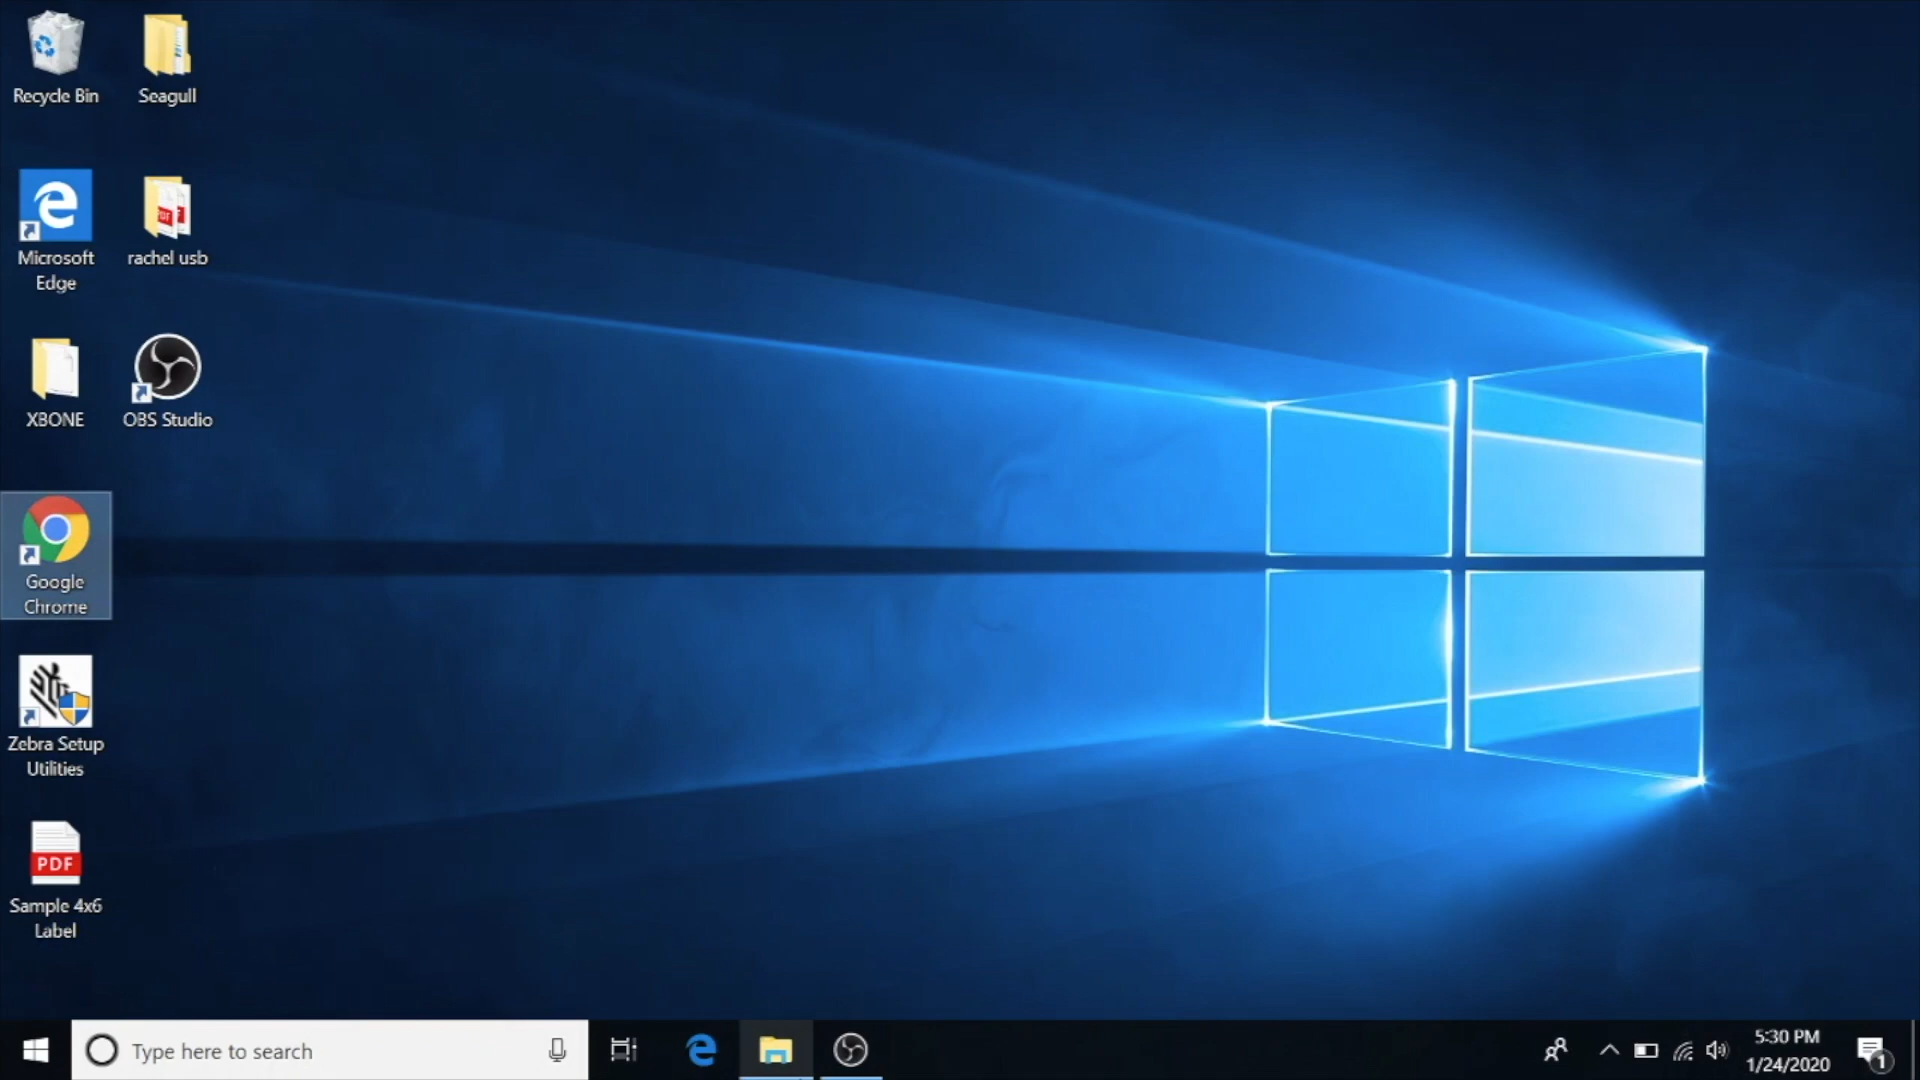 Recycle Bin
Seagull
Microsoft
Edge
rachel usb
XBONE
OBS Studio
Google
Chrome
Zebra Setup
Utilities
PDF
Sample 4x6
Label
Type here to search
5:30 PM
1/24/2020
1